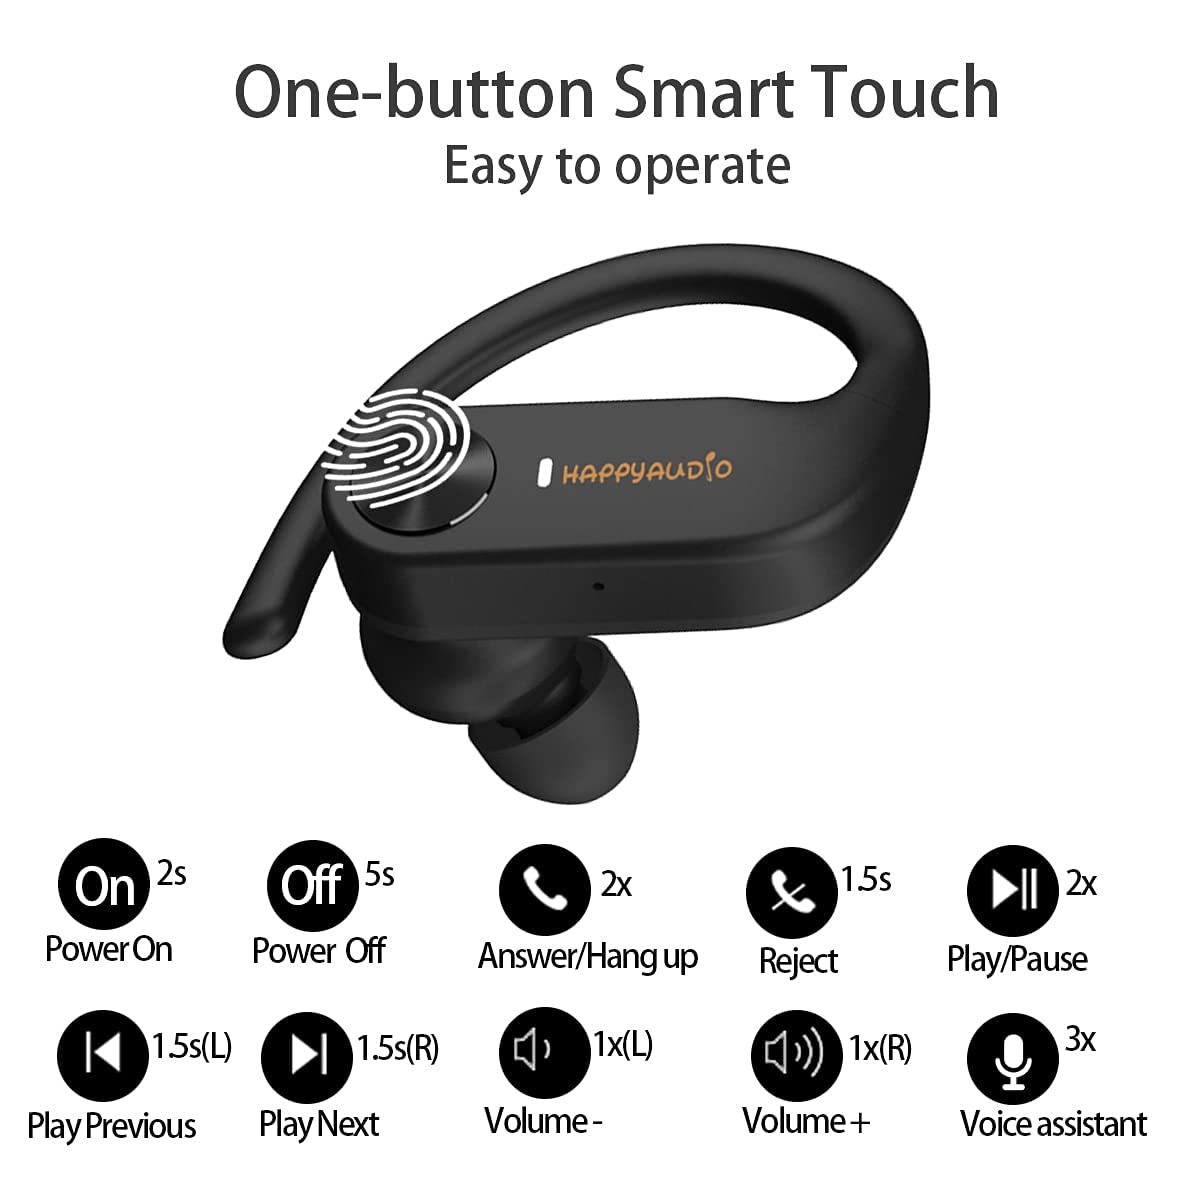 One-button Smart Touch
Easy to operate
HAPPYAUDIO
On 2s
Power On
Off 5s
Power Off
2x
Answer/Hang up
1.5s
Reject
2x
Play/Pause
1.5s(L)
Play Previous
1.5s(R)
Play Next
1x(L)
Volume -
1x(R)
Volume +
3x
Voice assistant